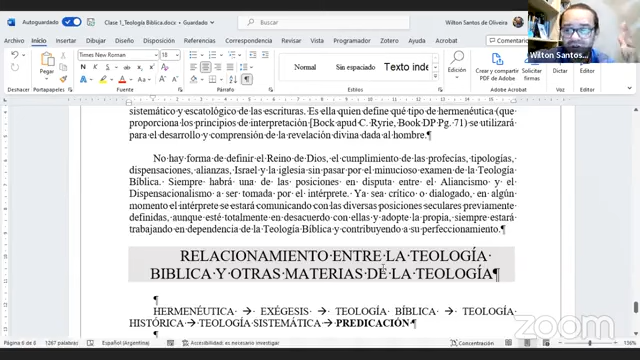 Autoguardado
Clase 1_Teología Bíblica.docx • Guardado
Buscar
Wilton Santos de Oliveira
Archivo Inicio Insertar Dibujar Diseño Disposición Referencias Correspondencia Revisar Vista Programador Zotero Ayuda Acrobat
Comentarios
Times New Roman 18
Pegar
Normal
Sin espaciado
Texto inde
Edición
Crear y compartir PDF de Adobe
Solicitar firmas
Portapapeles
Fuente
Párrafo
Estilos
Wilton Santos
sistemático y escatológico de las escrituras. Es ella quien define qué tipo de hermenéutica (que
proporciona los principios de interpretación [Bock apud C. Ryrie, Book DP Pg. 71) se utilizará
para el desarrollo y comprensión de la revelación divina dada al hombre.¶
No hay forma de definir el Reino de Dios, el cumplimiento de las profecías, tipologías,
dispensaciones, alianzas, Israel y la iglesia sin pasar por el minucioso examen de la Teología
Bíblica. Siempre habrá una de las posiciones en disputa entre el Aliancismo y el
Dispensacionalismo a ser tomada por el intérprete. Ya sea crítico o dialogado, en algún
momento el intérprete se estará comunicando con las diversas posiciones seculares previamente
definidas, aunque esté totalmente en desacuerdo con ellas y adopte la propia, siempre estará
trabajando en dependencia de la Teología Bíblica y contribuyendo a su perfeccionamiento.¶
RELACIONAMIENTO ENTRE LA TEOLOGÍA
BIBLICA Y OTRAS MATERIAS DE LA TEOLOGÍA¶
¶
HERMENÉUTICA → EXÉGESIS → TEOLOGÍA BÍBLICA → TEOLOGÍA
HISTÓRICA → TEOLOGÍA SISTEMÁTICA → PREDICACIÓN ¶
¶
Página 6 de 8 1267 palabras Español (Argentina) Accesibilidad: es necesario investigar
Concentración
136%
zoom